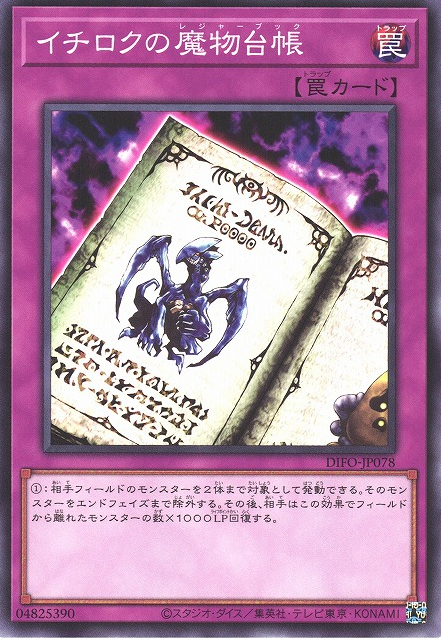 イチロクの魔物台帳
レジャーブック
罠
トラップ
【罠カード】
トラップ
DIFO-JP078
①：相手フィールドのモンスターを２体まで対象として発動できる。そのモン
スターをエンドフェイズまで除外する。その後、相手はこの効果でフィールド
から離れたモンスターの数×１０００LP回復する。
04825390
©スタジオ・ダイス／集英社・テレビ東京・KONAMI